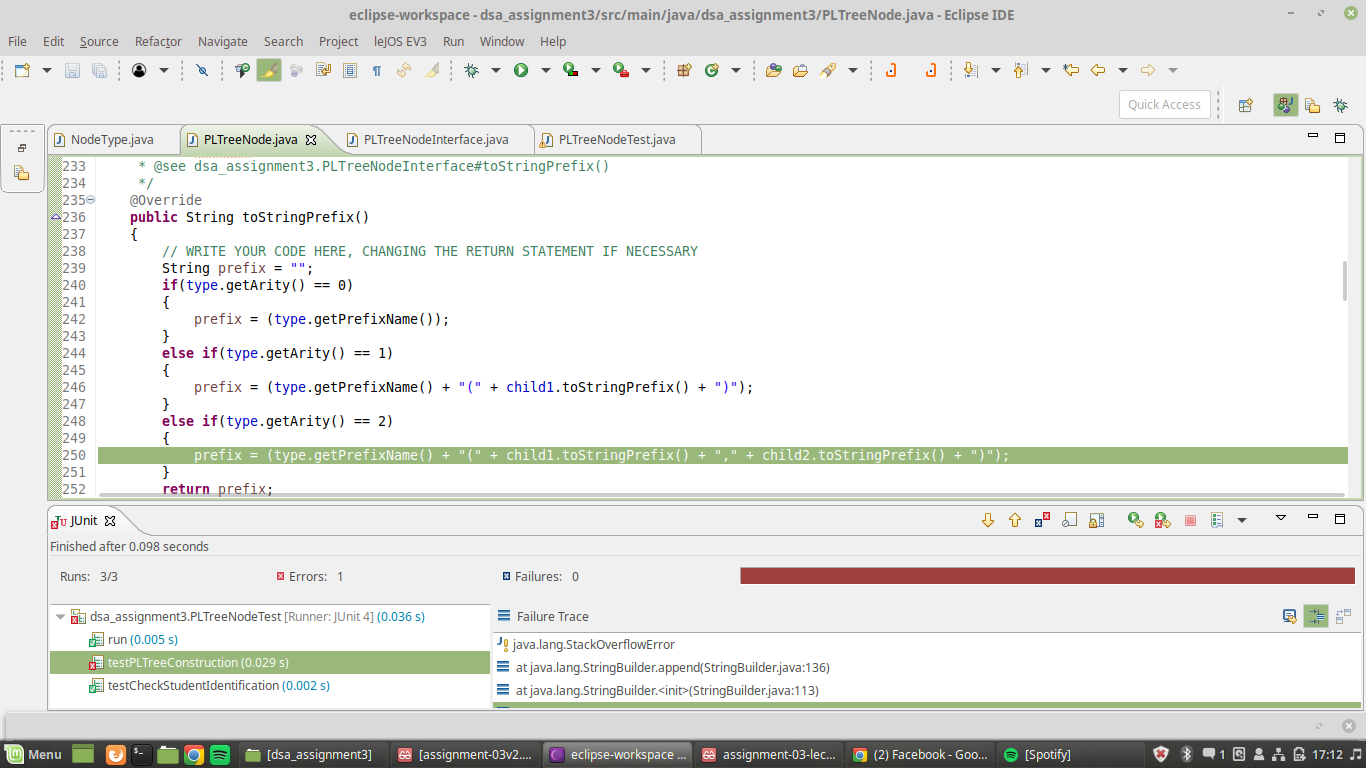 eclipse-workspace - dsa_assignment3/src/main/java/dsa_assignment3/PLTreeNode.java - Eclipse IDE
File Edit Source Refactor Navigate Search Project leJOS EV3 Run Window Help
Quick Access
NodeType.java PLTreeNode.java PLTreeNodeInterface.java PLTreeNodeTest.java
233 * @see dsa_assignment3.PLTreeNodeInterface#toStringPrefix()
234 */
235 @Override
236 public String toStringPrefix()
237 {
238 // WRITE YOUR CODE HERE, CHANGING THE RETURN STATEMENT IF NECESSARY
239 String prefix = "";
240 if(type.getArity() == 0)
241 {
242 prefix = (type.getPrefixName());
243 }
244 else if(type.getArity() == 1)
245 {
246 prefix = (type.getPrefixName() + "(" + child1.toStringPrefix() + ")");
247 }
248 else if(type.getArity() == 2)
249 {
250 prefix = (type.getPrefixName() + "(" + child1.toStringPrefix() + "," + child2.toStringPrefix() + ")");
251 }
252 return prefix;
JUnit
Finished after 0.098 seconds
Runs: 3/3 Errors: 1 Failures: 0
dsa_assignment3.PLTreeNodeTest [Runner: JUnit 4] (0.036 s)
run (0.005 s)
testPLTreeConstruction (0.029 s)
testCheckStudentIdentification (0.002 s)
Failure Trace
java.lang.StackOverflowError
at java.lang.StringBuilder.append(StringBuilder.java:136)
at java.lang.StringBuilder.<init>(StringBuilder.java:113)
Menu [dsa_assignment3] [assignment-03v2.... eclipse-workspace ... assignment-03-lec... (2) Facebook - Goo... [Spotify] 1 17:12